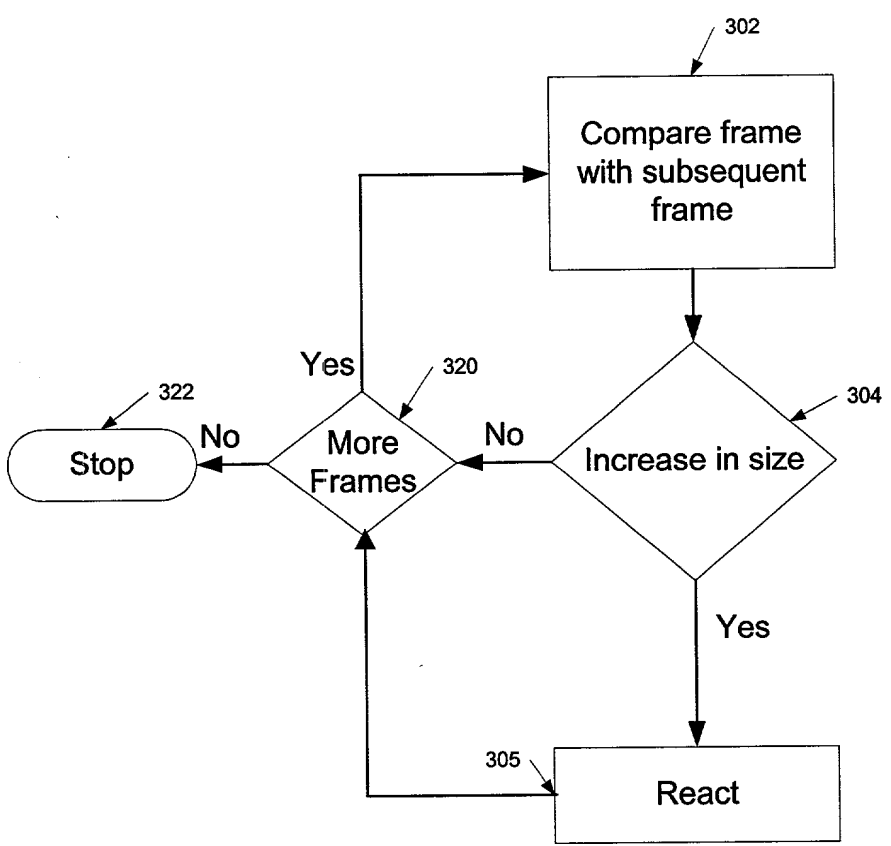 302
Compare frame
with subsequent
frame
Yes
320
322
304
No
No
More
Frames
Stop
Increase in size
Yes
305
React